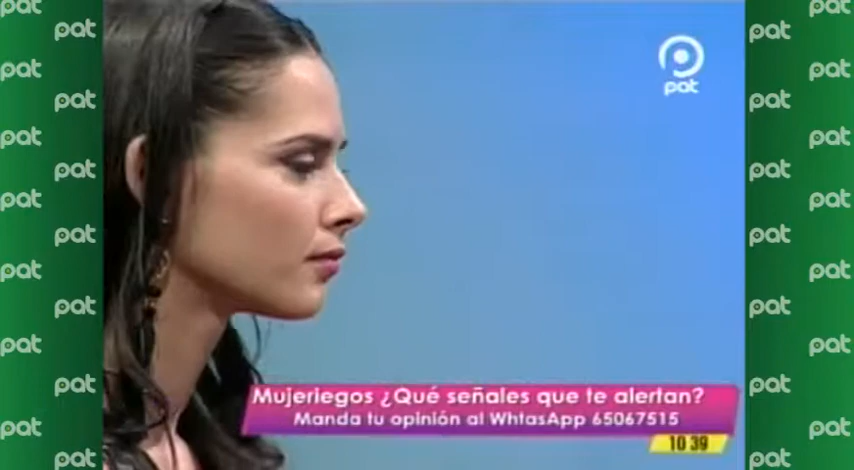 pat
Mujeriegos ¿Qué señales que te alertan?
Manda tu opinión al WhtasApp 65067515
10 39